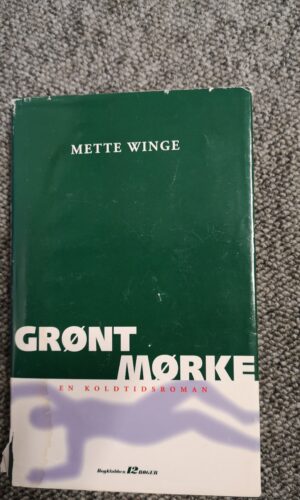 METTE WINGE
GRØNT
MØRKE
EN KOLDTIDSROMAN
Bogklubben 12 BØGER